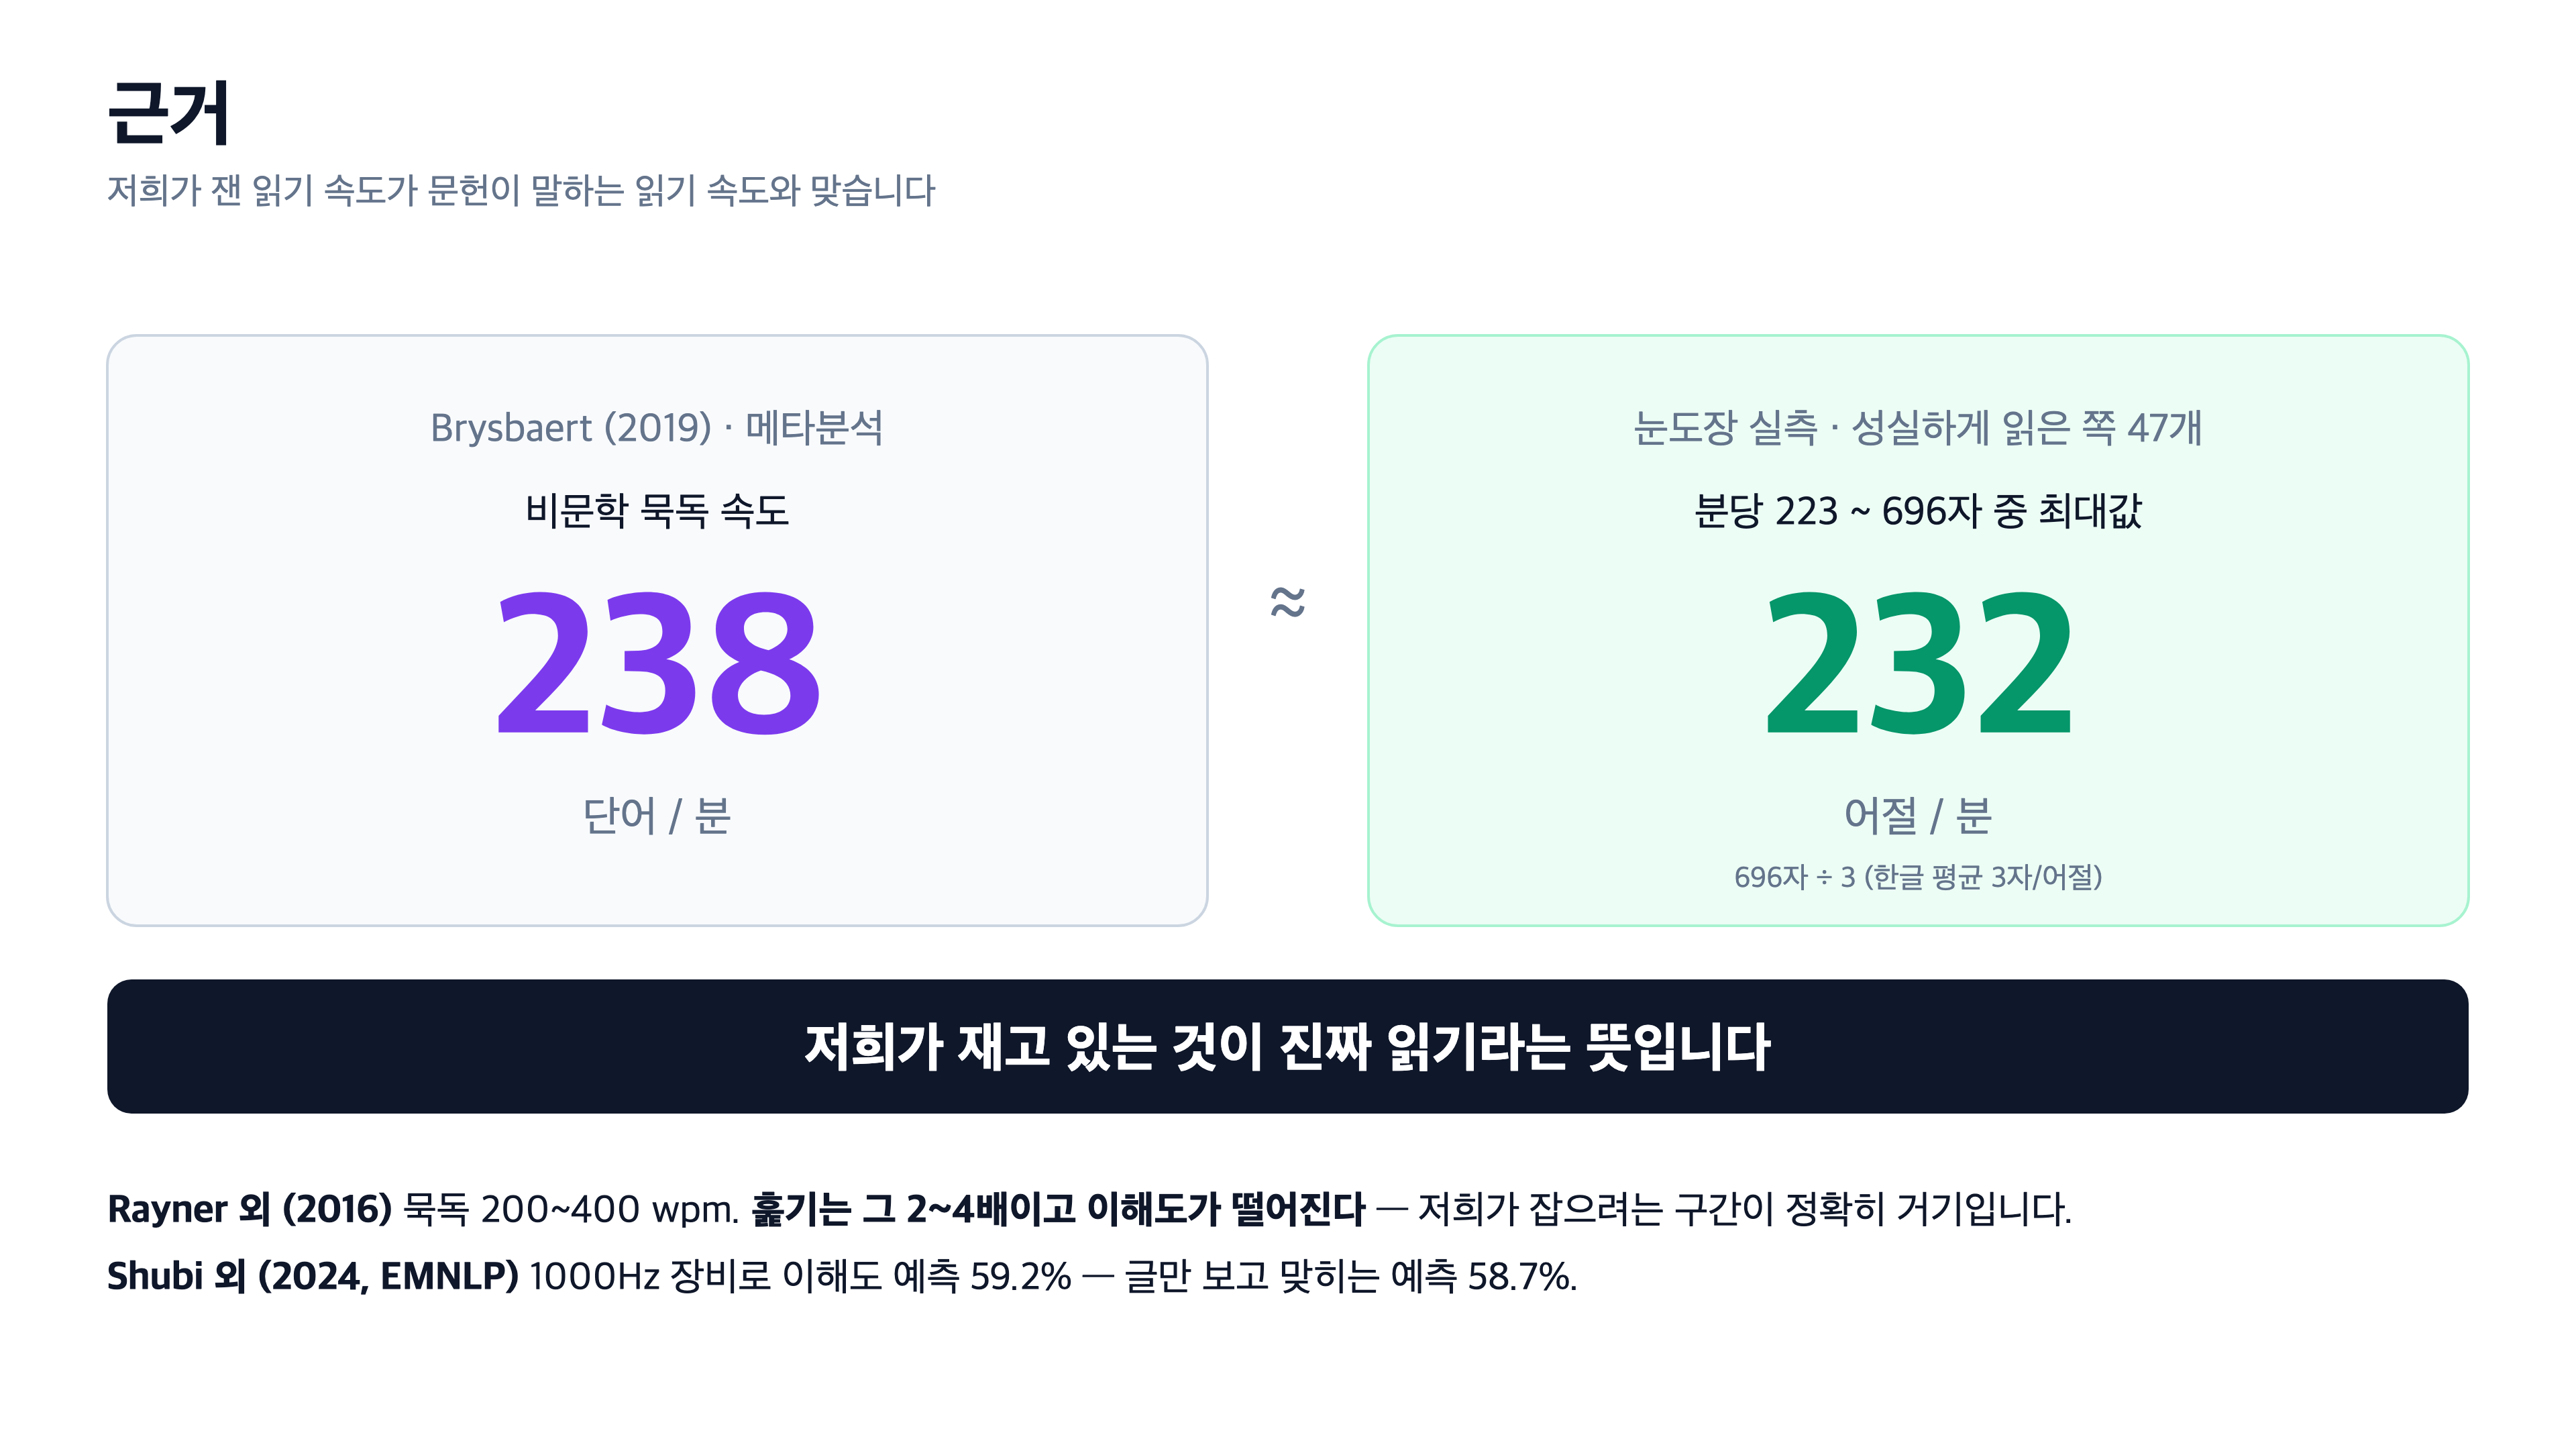 근거
저희가 잰 읽기 속도가 문헌이 말하는 읽기 속도와 맞습니다
Brysbaert (2019) · 메타분석
비문학 묵독 속도
238
단어 / 분
≈
눈도장 실측 · 성실하게 읽은 쪽 47개
분당 223 ~ 696자 중 최대값
232
어절 / 분
696자 ÷ 3 (한글 평균 3자/어절)
저희가 재고 있는 것이 진짜 읽기라는 뜻입니다
Rayner 외 (2016) 묵독 200~400 wpm. 훑기는 그 2~4배이고 이해도가 떨어진다 — 저희가 잡으려는 구간이 정확히 거기입니다.
Shubi 외 (2024, EMNLP) 1000Hz 장비로 이해도 예측 59.2% — 글만 보고 맞히는 예측 58.7%.